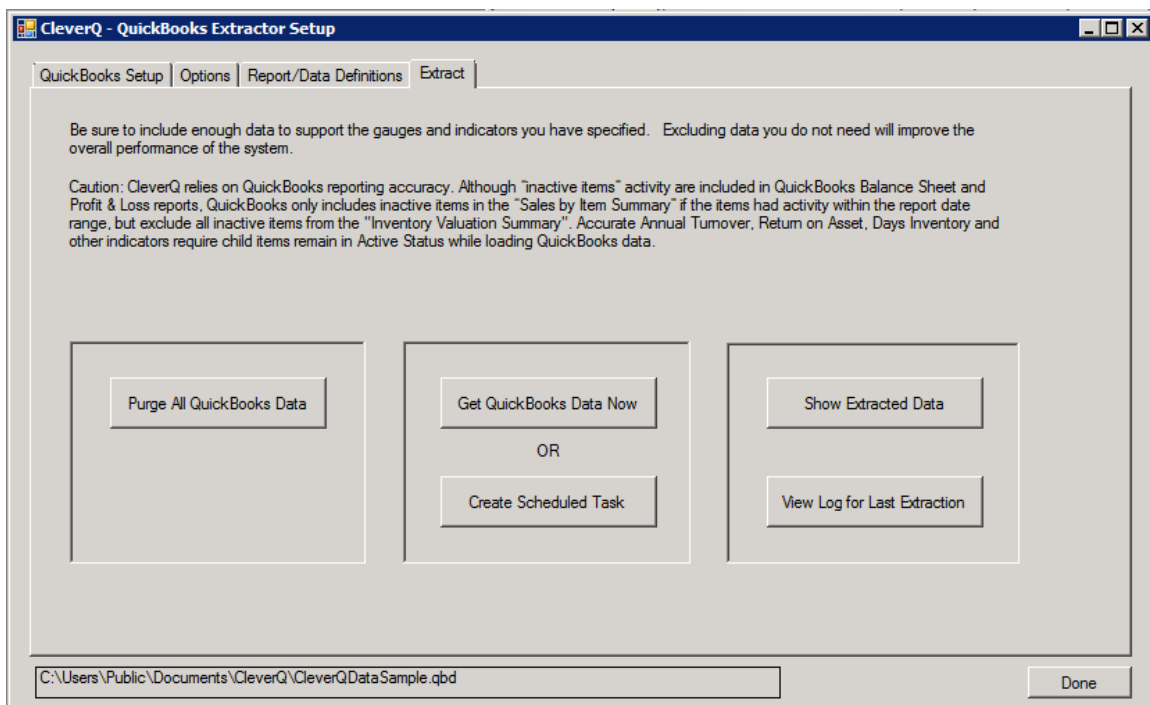 CleverQ - QuickBooks Extractor Setup
QuickBooks Setup Options Report/Data Definitions Extract
Be sure to include enough data to support the gauges and indicators you have specified. Excluding data you do not need will improve the
overall performance of the system.
Caution: CleverQ relies on QuickBooks reporting accuracy. Although "inactive items" activity are included in QuickBooks Balance Sheet and
Profit & Loss reports, QuickBooks only includes inactive items in the "Sales by Item Summary" if the items had activity within the report date
range, but exclude all inactive items from the "Inventory Valuation Summary". Accurate Annual Turnover, Return on Asset, Days Inventory and
other indicators require child items remain in Active Status while loading QuickBooks data.
Purge All QuickBooks Data
Get QuickBooks Data Now
OR
Create Scheduled Task
Show Extracted Data
View Log for Last Extraction
C:\Users\Public\Documents\CleverQ\CleverQDataSample.qbd
Done